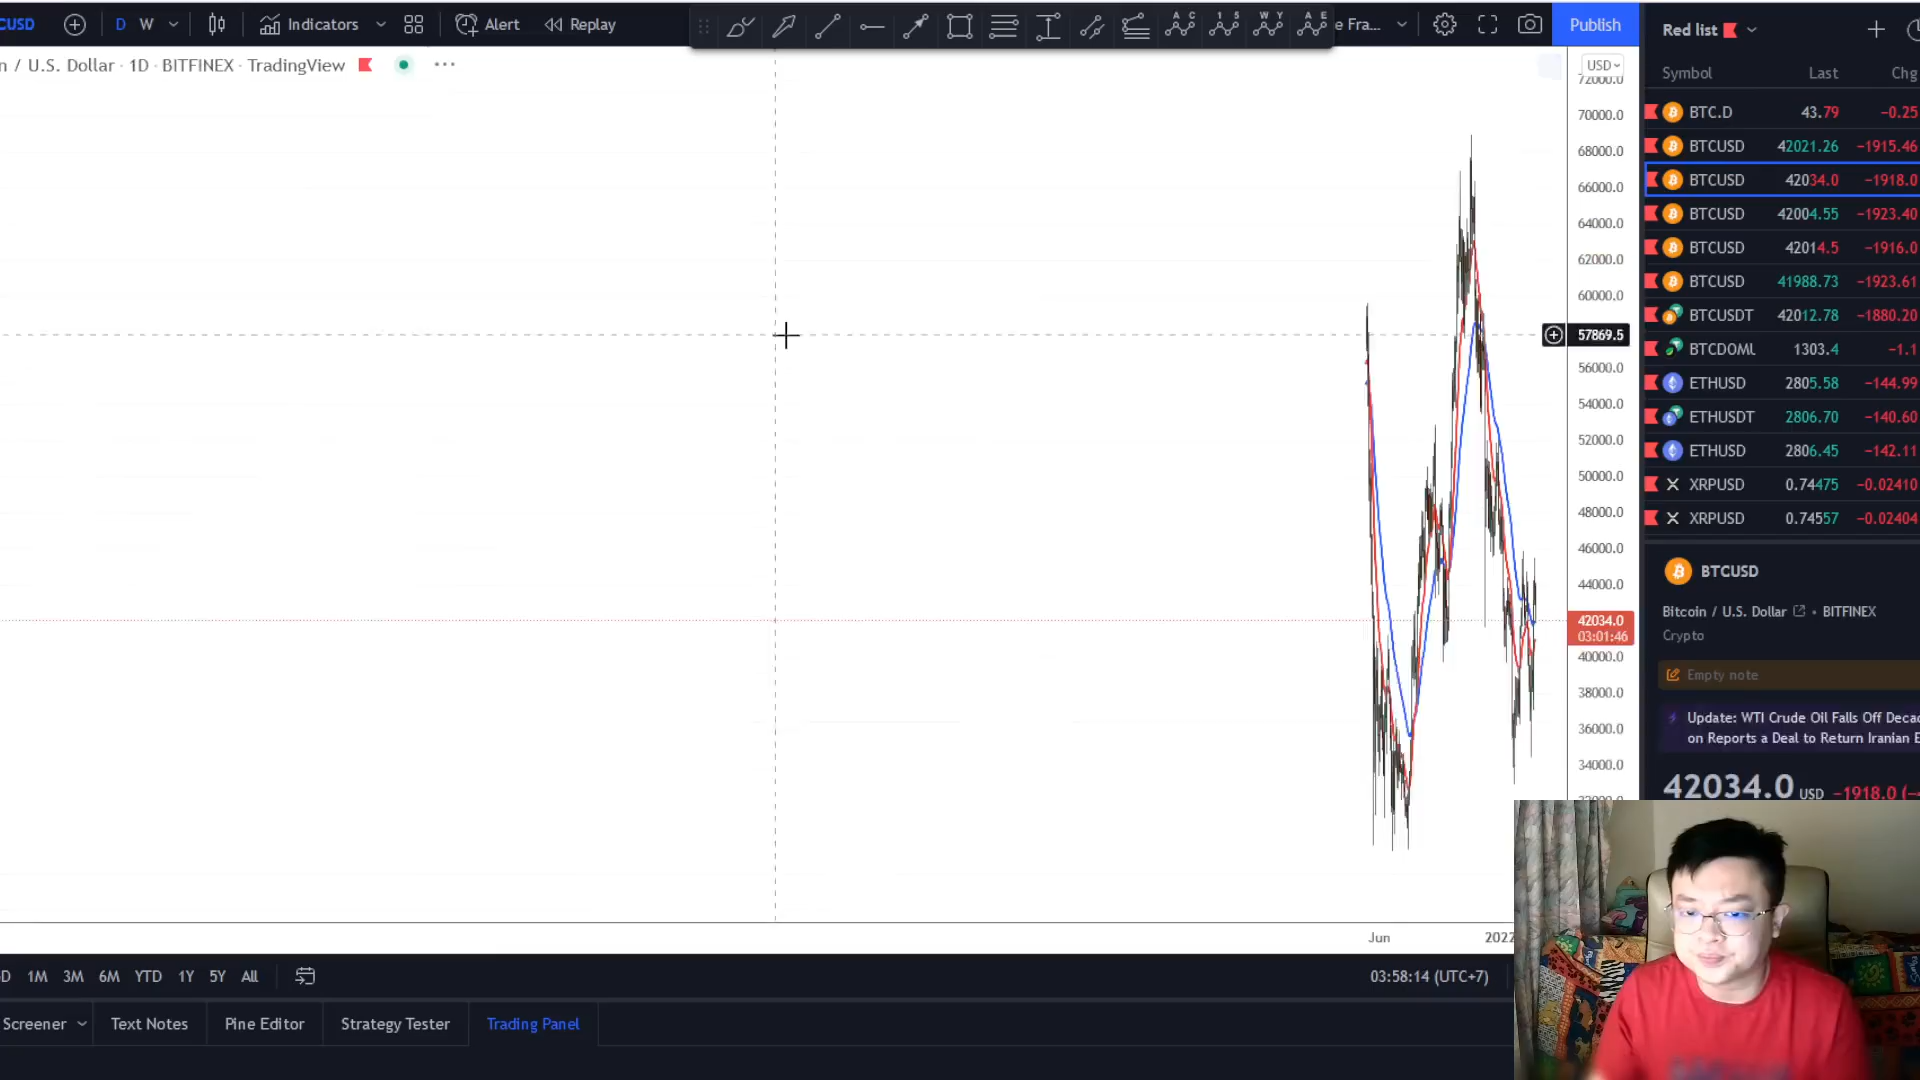 CUSD D W Indicators Alert Replay e Fra... Publish
n / U.S. Dollar · 1D · BITFINEX · TradingView
USD
72000.0
70000.0
68000.0
66000.0
64000.0
62000.0
60000.0
57869.5
56000.0
54000.0
52000.0
50000.0
48000.0
46000.0
44000.0
42034.0
03:01:46
40000.0
38000.0
36000.0
34000.0
Jun 2022
D 1M 3M 6M YTD 1Y 5Y All 03:58:14 (UTC+7)
Screener Text Notes Pine Editor Strategy Tester Trading Panel
Red list
Symbol Last Chg
BTC.D 43.79 −0.25
BTCUSD 42021.26 −1915.46
BTCUSD 42034.0 −1918.0
BTCUSD 42004.55 −1923.40
BTCUSD 42014.5 −1916.0
BTCUSD 41988.73 −1923.61
BTCUSDT 42012.78 −1880.20
BTCDOMU 1303.4 −1.1
ETHUSD 2805.58 −144.99
ETHUSDT 2806.70 −140.60
ETHUSD 2806.45 −142.11
XRPUSD 0.74475 −0.02410
XRPUSD 0.74557 −0.02404
BTCUSD
Bitcoin / U.S. Dollar • BITFINEX
Crypto
Empty note
Update: WTI Crude Oil Falls Off Deca
on Reports a Deal to Return Iranian E
42034.0 USD −1918.0 (−